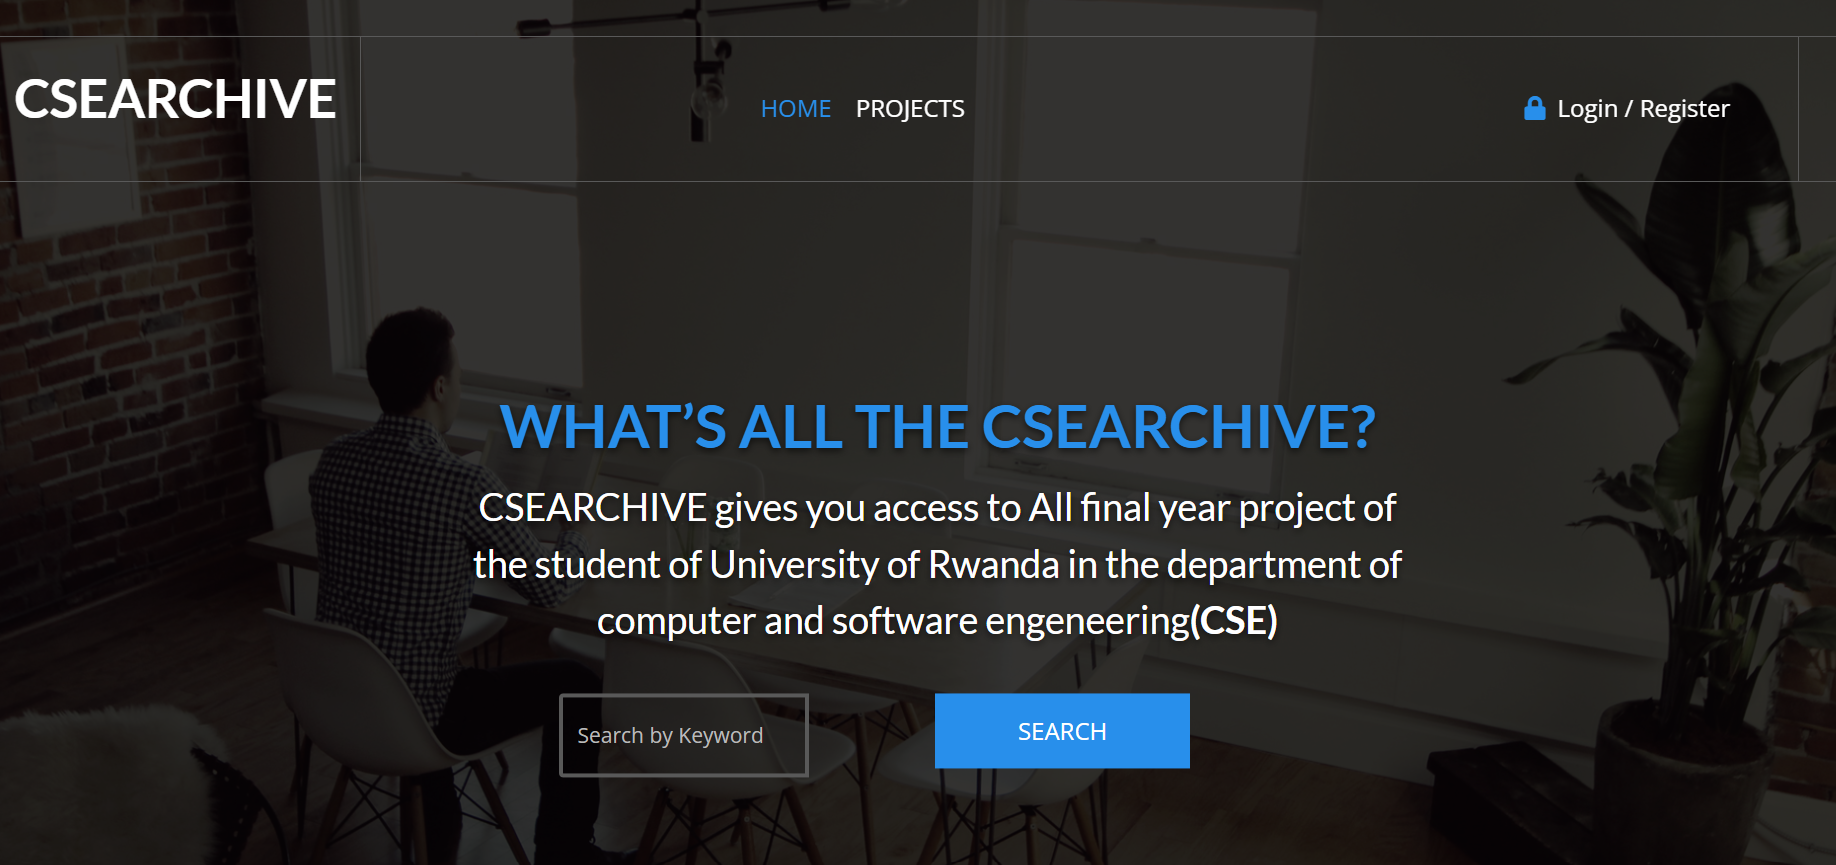 CSEARCHIVE
HOME PROJECTS
Login / Register
WHAT’S ALL THE CSEARCHIVE?
CSEARCHIVE gives you access to All final year project of
the student of University of Rwanda in the department of
computer and software engeneering(CSE)
Search by Keyword
SEARCH